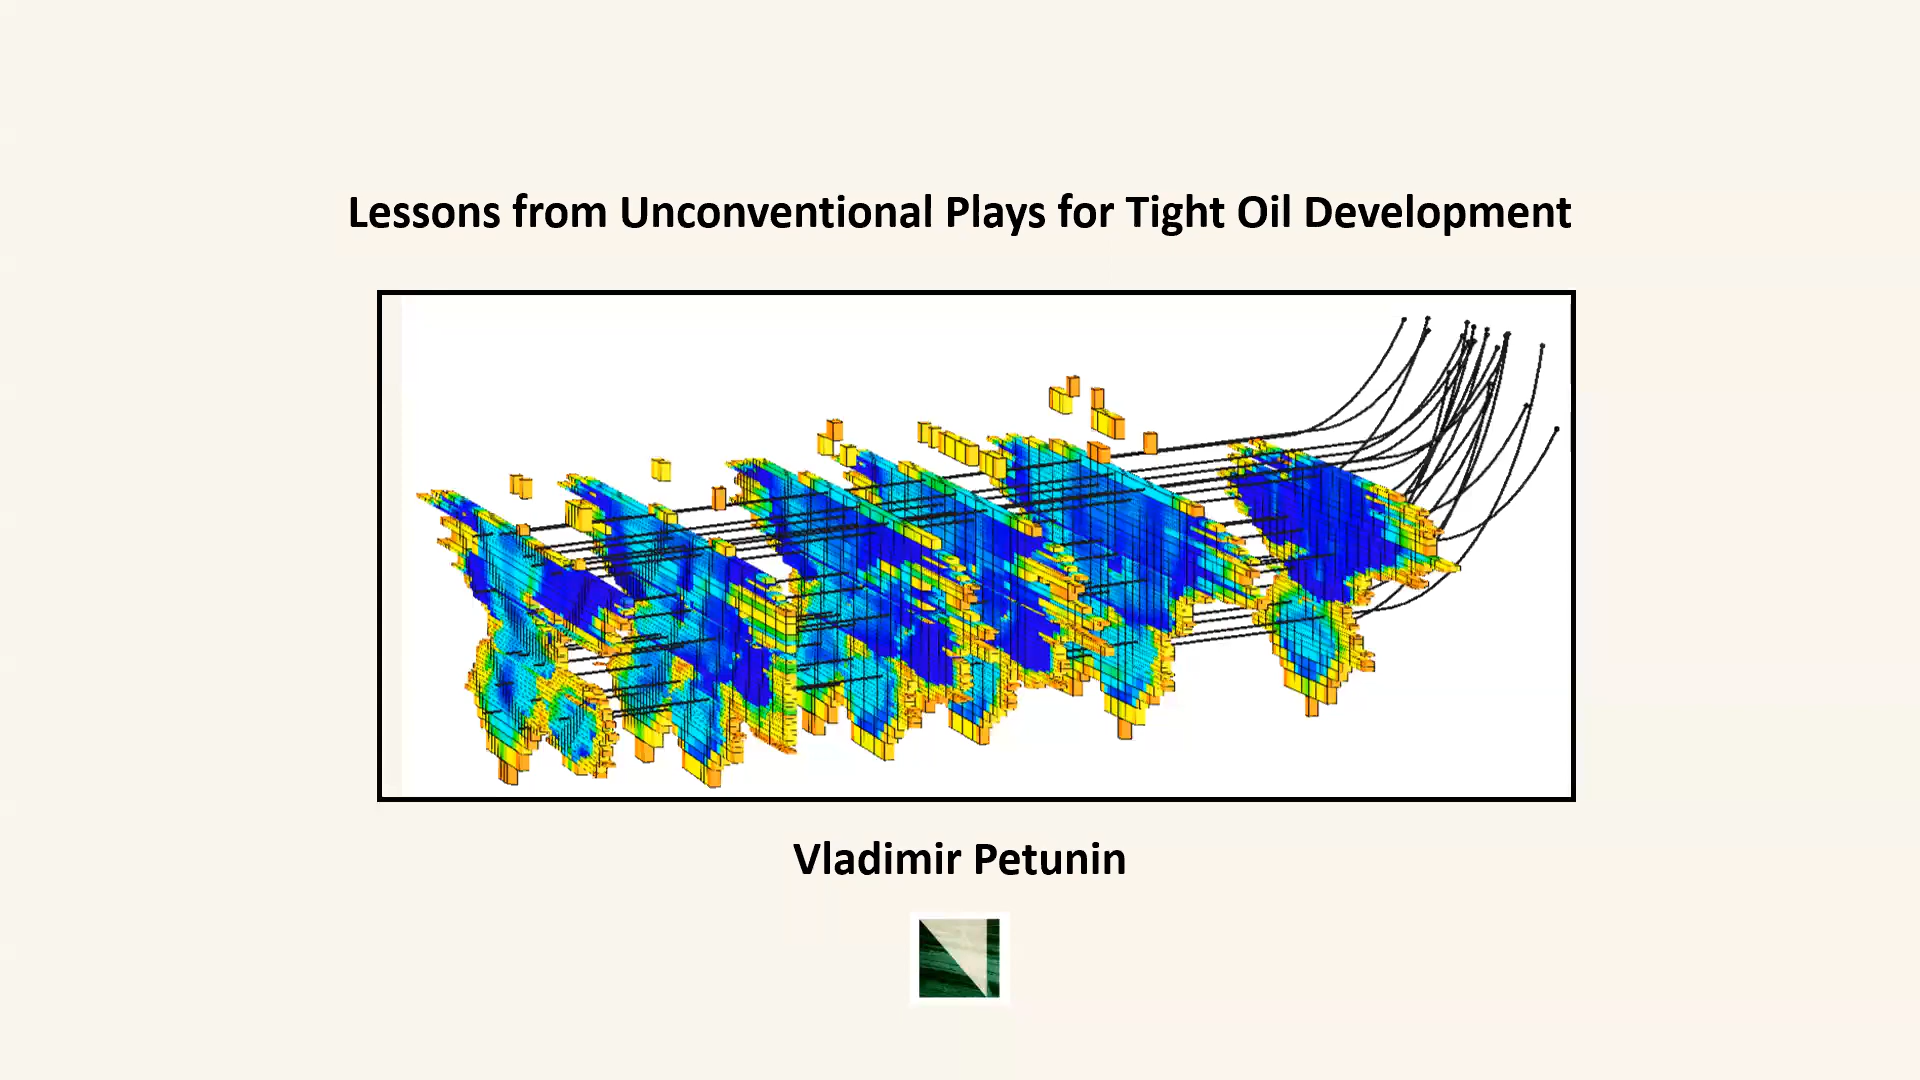 Lessons from Unconventional Plays for Tight Oil Development
Vladimir Petunin